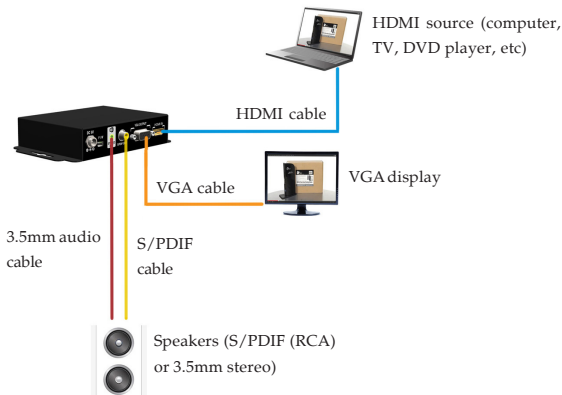 HDMI source (computer,
TV, DVD player, etc)
HDMI cable
VGA cable
VGA display
3.5mm audio
cable
S/PDIF
cable
Speakers (S/PDIF (RCA)
or 3.5mm stereo)